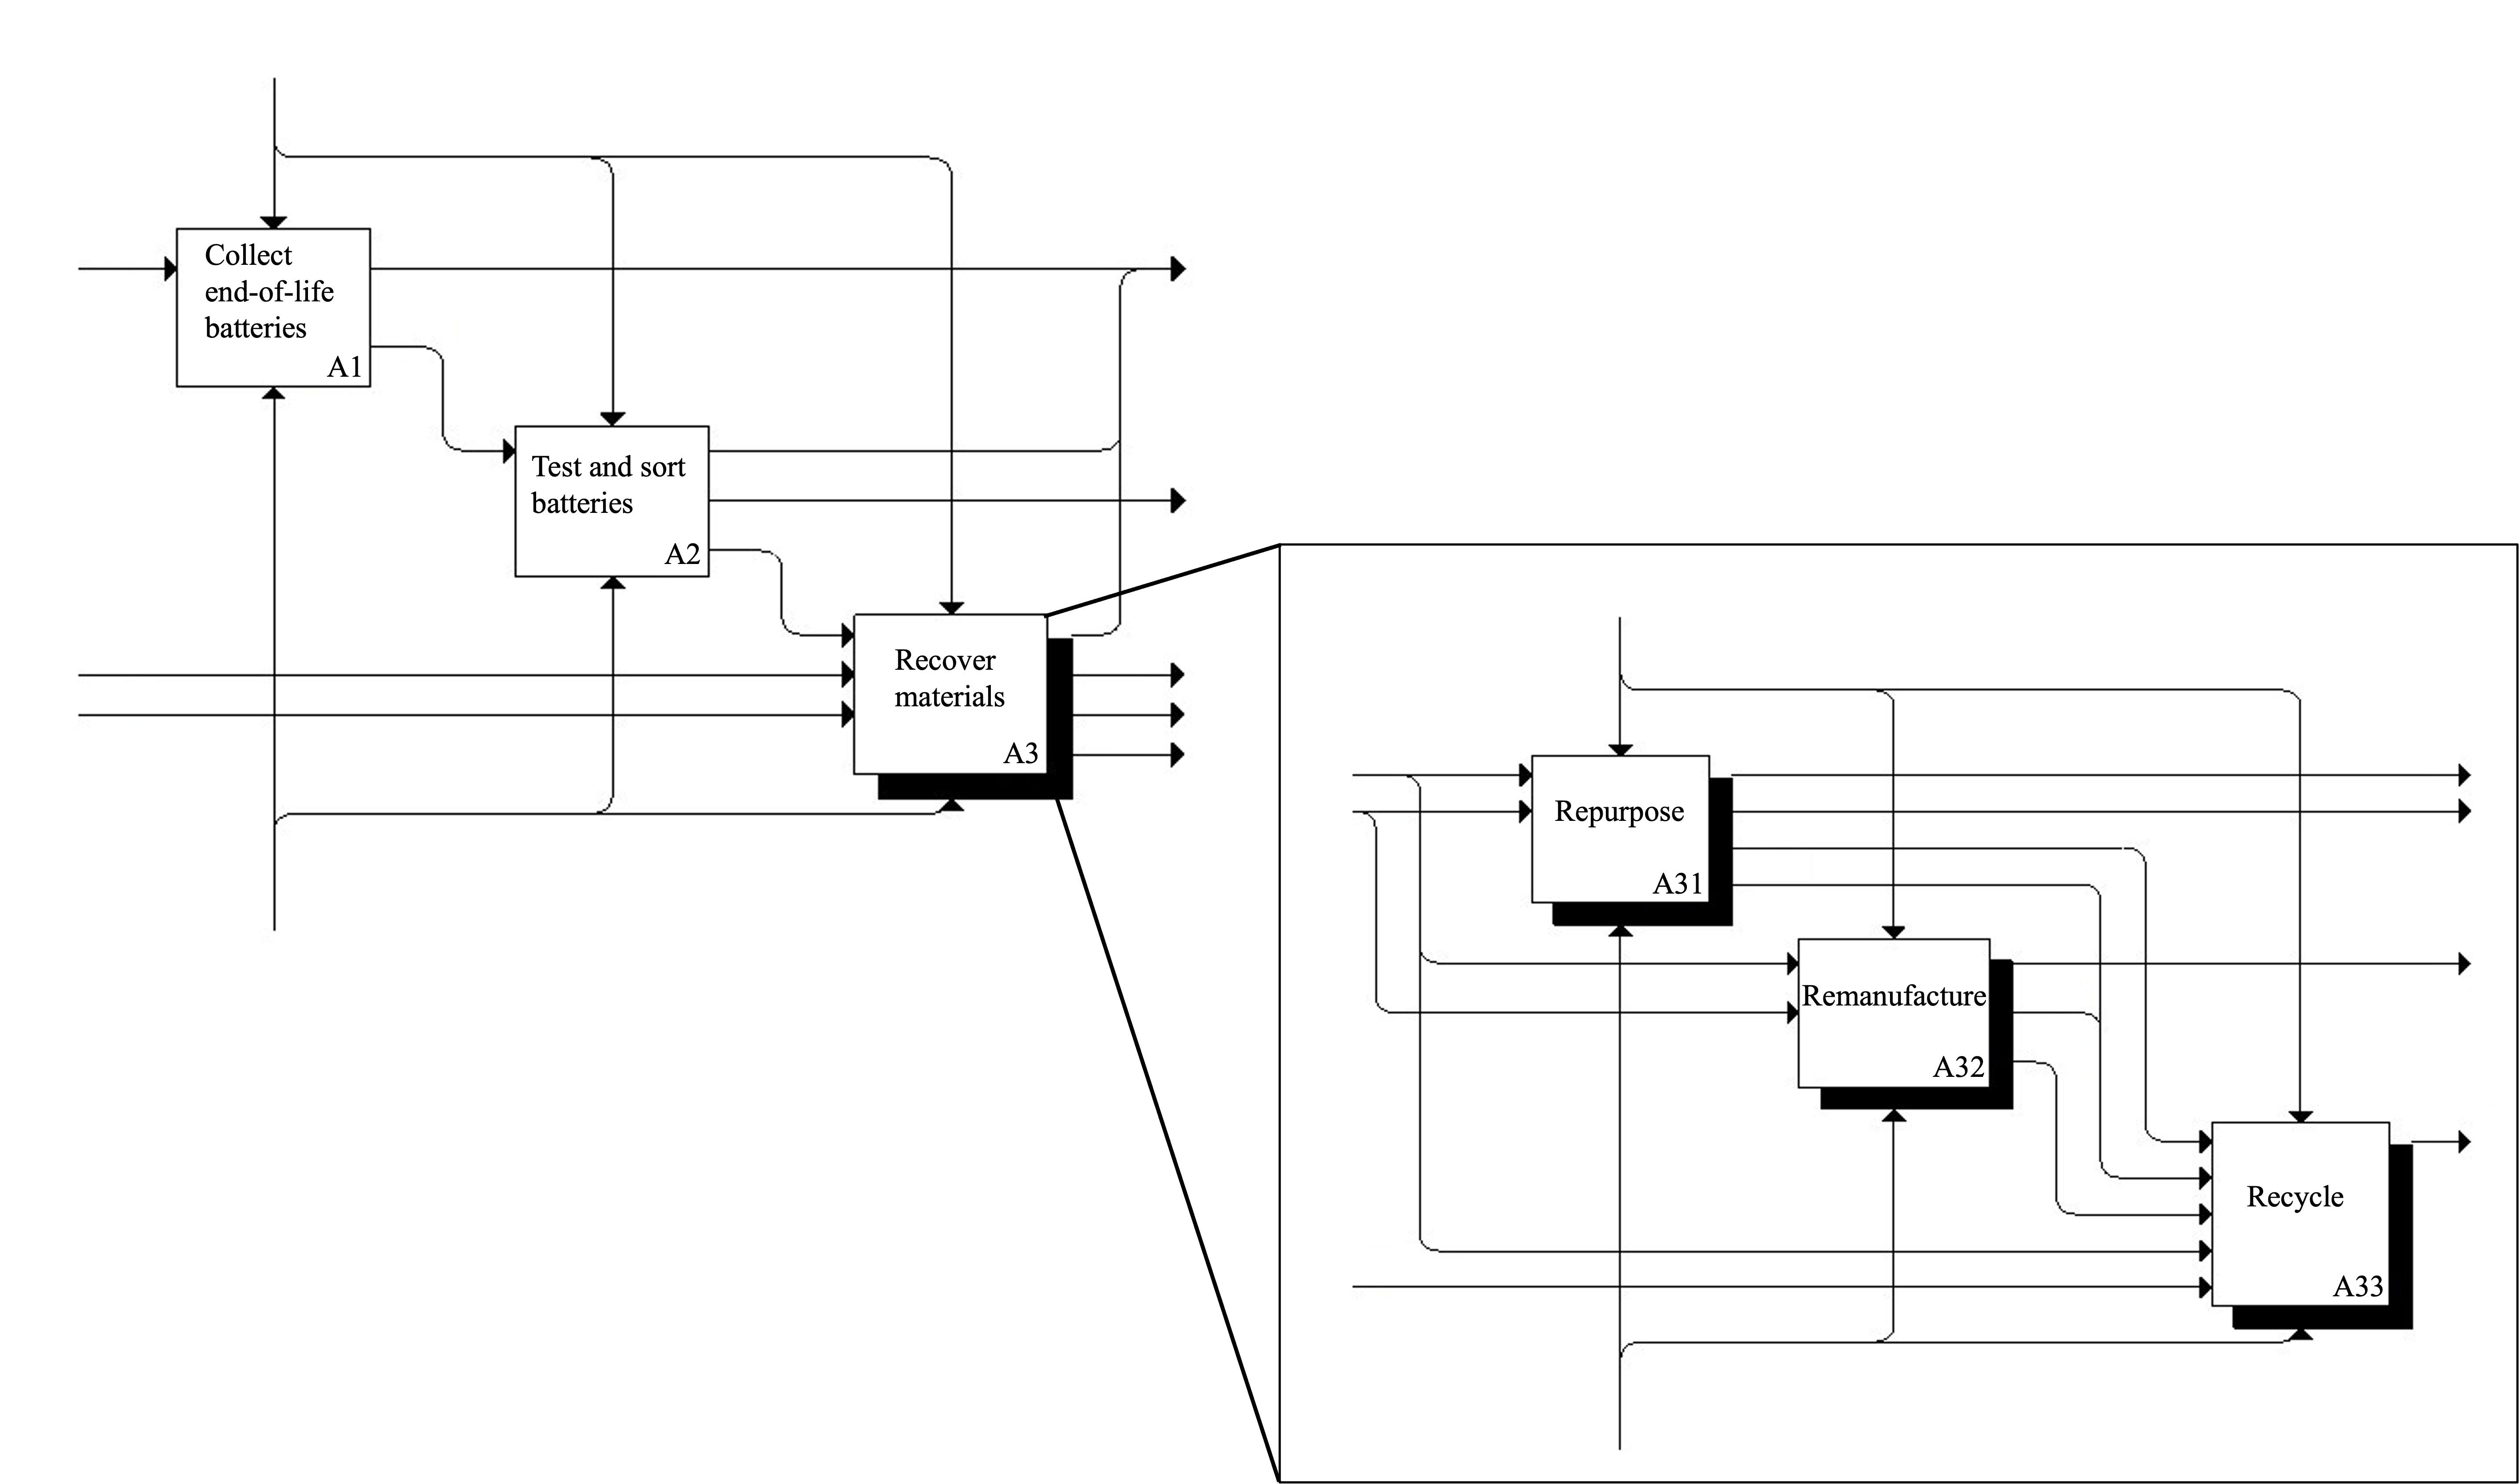 Collect
end-of-life
batteries
A1
Test and sort
batteries
A2
Recover
materials
A3
Repurpose
A31
Remanufacture
A32
Recycle
A33